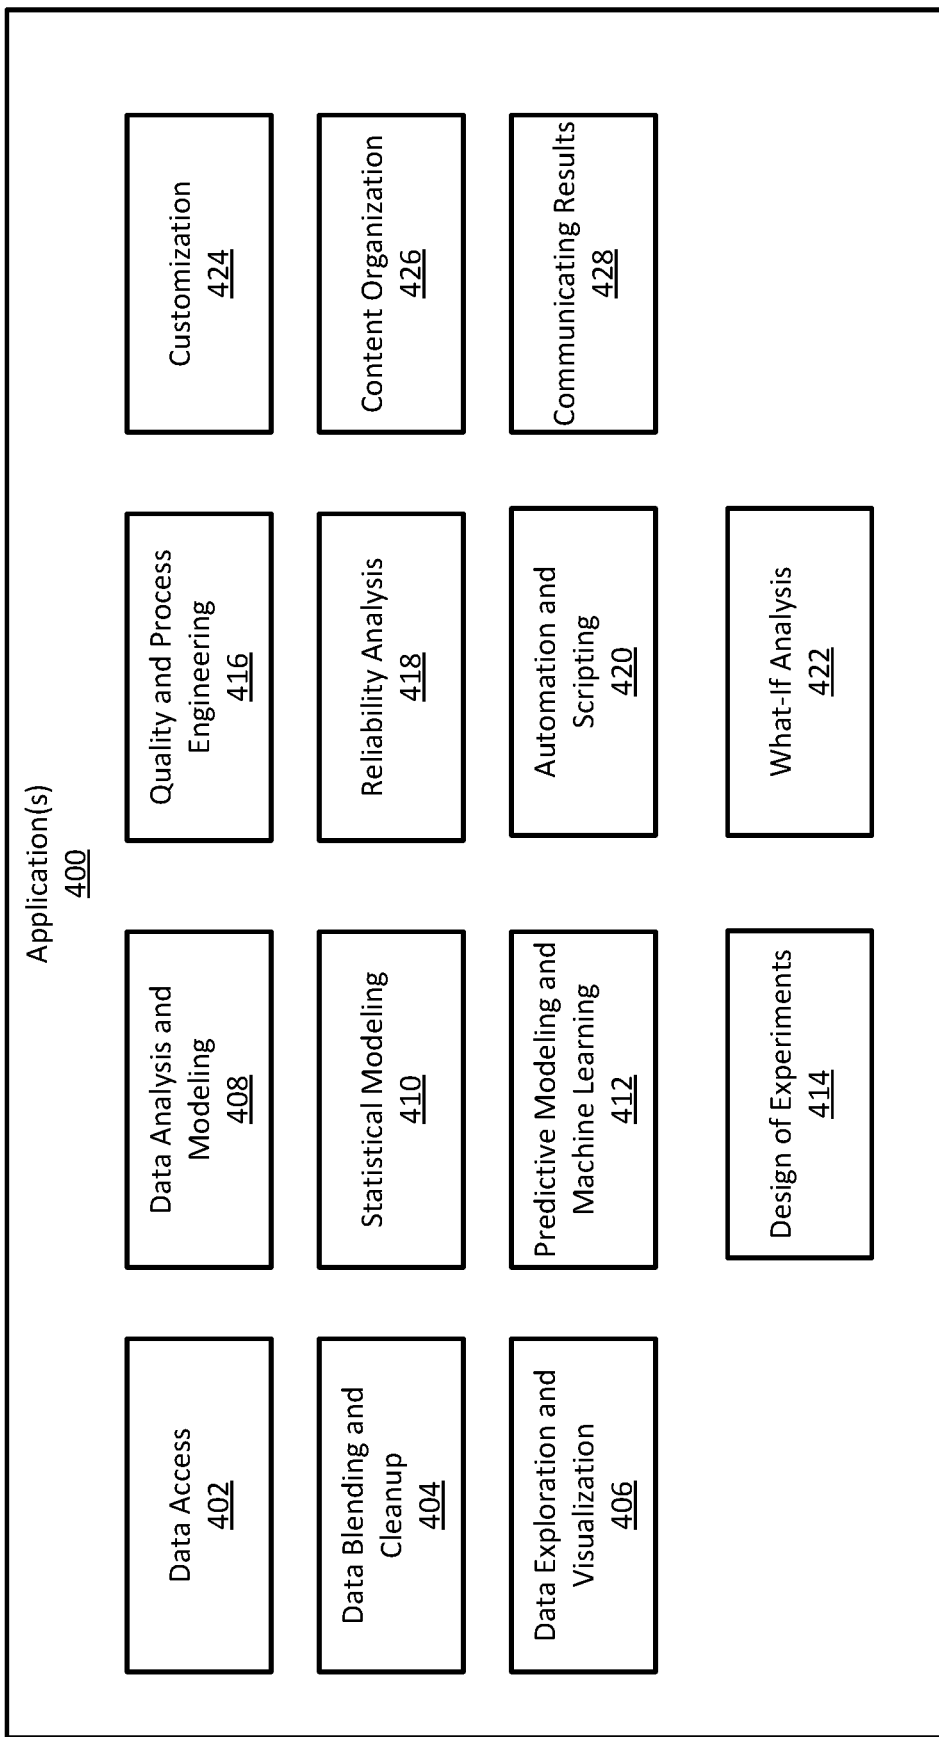 Application(s)
400
Data Access
402
Data Blending and
Cleanup
404
Data Exploration and
Visualization
406
Data Analysis and
Modeling
408
Statistical Modeling
410
Predictive Modeling and
Machine Learning
412
Design of Experiments
414
Quality and Process
Engineering
416
Reliability Analysis
418
Automation and
Scripting
420
What-If Analysis
422
Customization
424
Content Organization
426
Communicating Results
428